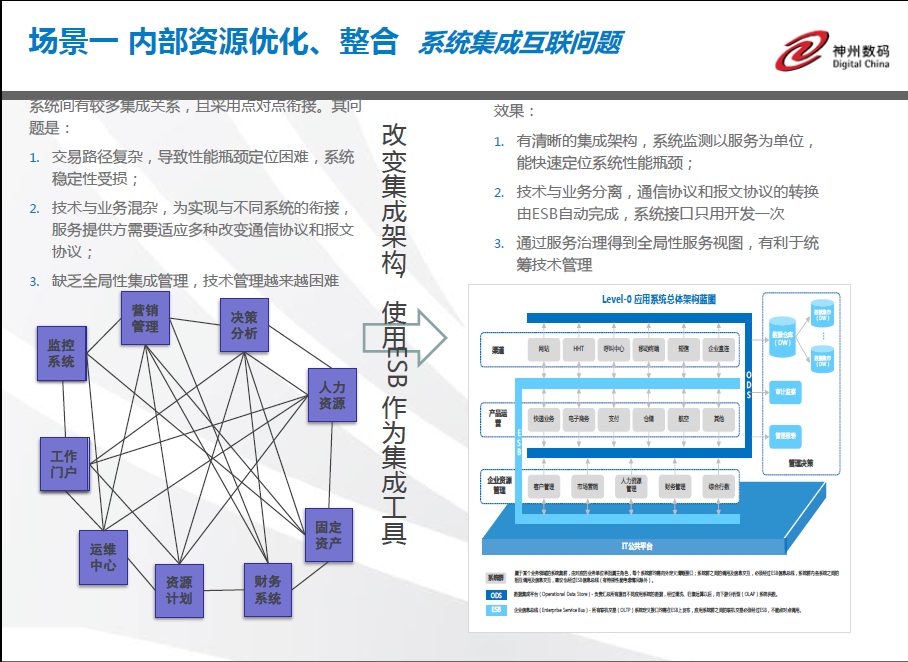 场景一 内部资源优化、整合 系统集成互联问题
神州数码
Digital China
系统间有较多集成关系，且采用点对点衔接。其问
题是：
1. 交易路径复杂，导致性能瓶颈定位困难，系统
稳定性受损；
2. 技术与业务混杂，为实现与不同系统的衔接，
服务提供方需要适应多种改变通信协议和报文
协议；
3. 缺乏全局性集成管理，技术管理越来越困难
改变集成架构，使用ESB 作为集成工具
效果：
1. 有清晰的集成架构，系统监测以服务为单位，
能快速定位系统性能瓶颈；
2. 技术与业务分离，通信协议和报文协议的转换
由ESB自动完成，系统接口只用开发一次
3. 通过服务治理得到全局性服务视图，有利于统
筹技术管理
营销
管理
决策
分析
监控
系统
人力
资源
工作
门户
固定
资产
运维
中心
资源
计划
财务
系统
Level-0 应用系统总体架构蓝图
渠道
网站
HHT
呼叫中心
移动终端
短信
企业直连
ODS
产品运
营
快递业务
电子商务
支付
仓储
航空
其他
ESB
企业资源
管理
客户管理
市场营销
人力资源
管理
财务管理
综合行政
数据仓库
（DW）
数据集市
（DW）
数据集市
（DW）
审计监察
管理报表
管理决策
IT公共平台
系统群
ODS
ESB